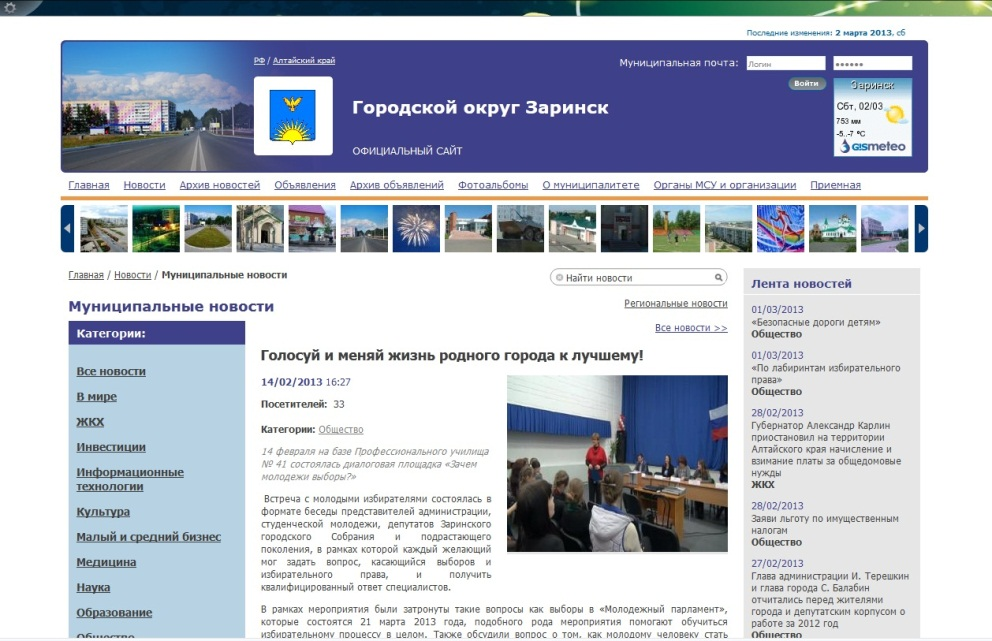 Последние изменения: 2 марта 2013. сб
РФ / Алтайский край
Муниципальная почта:
Логин
••••••
Войти
Городской округ Заринск
ОФИЦИАЛЬНЫЙ САЙТ
Заринск
Сбт, 02/03
753 мм
-5..-7 °C
GISmeteo
Главная Новости Архив новостей Объявления Архив объявлений Фотоальбомы О муниципалитете Органы МСУ и организации Приемная
Главная / Новости / Муниципальные новости
Найти новости
Муниципальные новости
Региональные новости
Все новости >>
Категории:
Все новости
В мире
ЖКХ
Инвестиции
Информационные
технологии
Культура
Малый и средний бизнес
Медицина
Наука
Образование
Общество
Голосуй и меняй жизнь родного города к лучшему!
14/02/2013 16:27
Посетителей: 33
Категории: Общество
14 февраля на базе Профессионального училища
№ 41 состоялась диалоговая площадка «Зачем
молодежи выборы?»
Встреча с молодыми избирателями состоялась в
формате беседы представителей администрации,
студенческой молодежи, депутатов Заринского
городского Собрания и подрастающего
поколения, в рамках которой каждый желающий
мог задать вопрос, касающийся выборов и
избирательного права, и получить
квалифицированный ответ специалистов.
В рамках мероприятия были затронуты такие вопросы как выборы в «Молодежный парламент»,
которые состоятся 21 марта 2013 года, подобного рода мероприятия помогают обучиться
избирательному процессу в целом. Также обсудили вопрос о том, как молодому человеку стать
Лента новостей
01/03/2013
«Безопасные дороги детям»
Общество
01/03/2013
«По лабиринтам избирательного
права»
Общество
28/02/2013
Губернатор Александр Карлин
приостановил на территории
Алтайского края начисление и
взимание платы за общедомовые
нужды
ЖКХ
28/02/2013
Заяви льготу по имущественным
налогам
Общество
27/02/2013
Глава администрации И. Терешкин
и глава города С. Балабин
отчитались перед жителями
города и депутатским корпусом о
работе за 2012 год
Общество